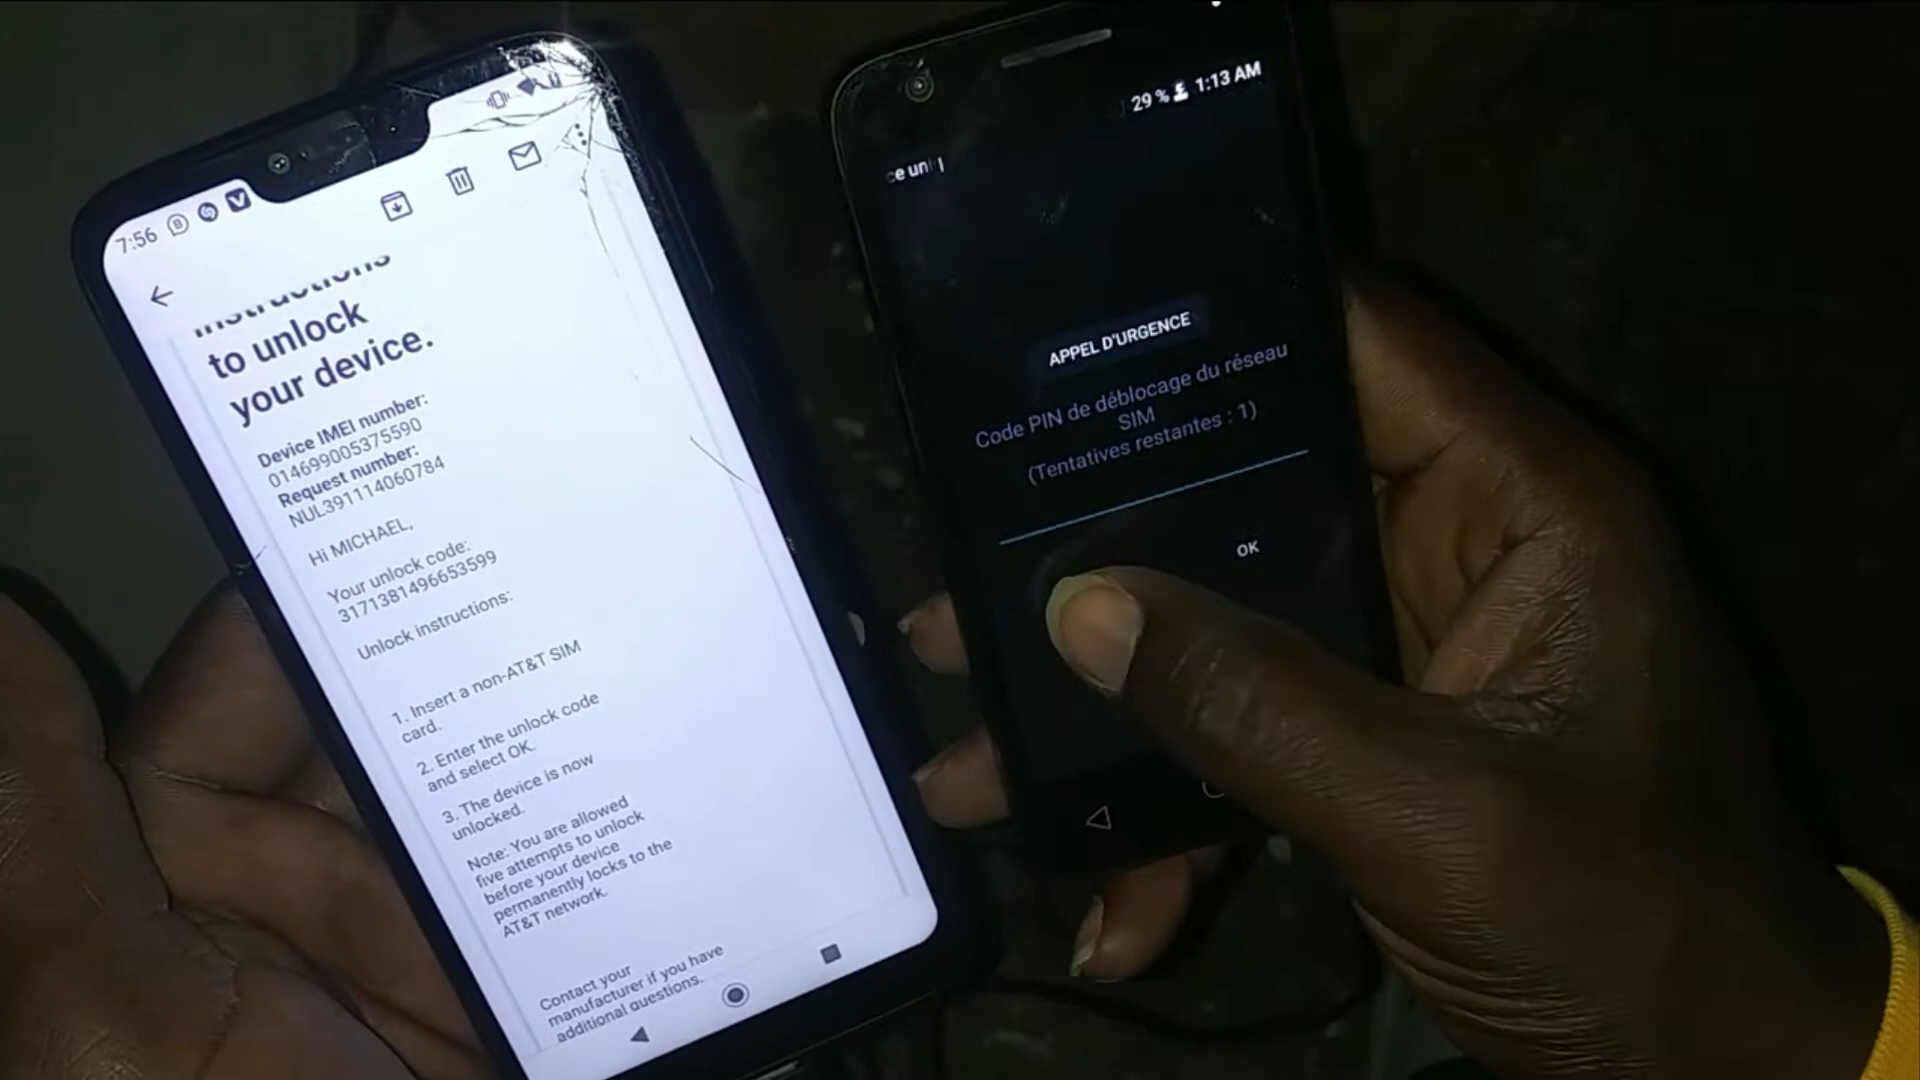 7:56
instructions
to unlock
your device.
Device IMEI number:
014699005375590
Request number:
NUL391114060784
Hi MICHAEL,
Your unlock code:
3171381496653599
Unlock instructions:
1. Insert a non-AT&T SIM
card.
2. Enter the unlock code
and select OK.
3. The device is now
unlocked.
Note: You are allowed
five attempts to unlock
before your device
permanently locks to the
AT&T network.
Contact your
manufacturer if you have
additional questions.
29 % 1:13 AM
APPEL D'URGENCE
Code PIN de déblocage du réseau
SIM
(Tentatives restantes : 1)
OK